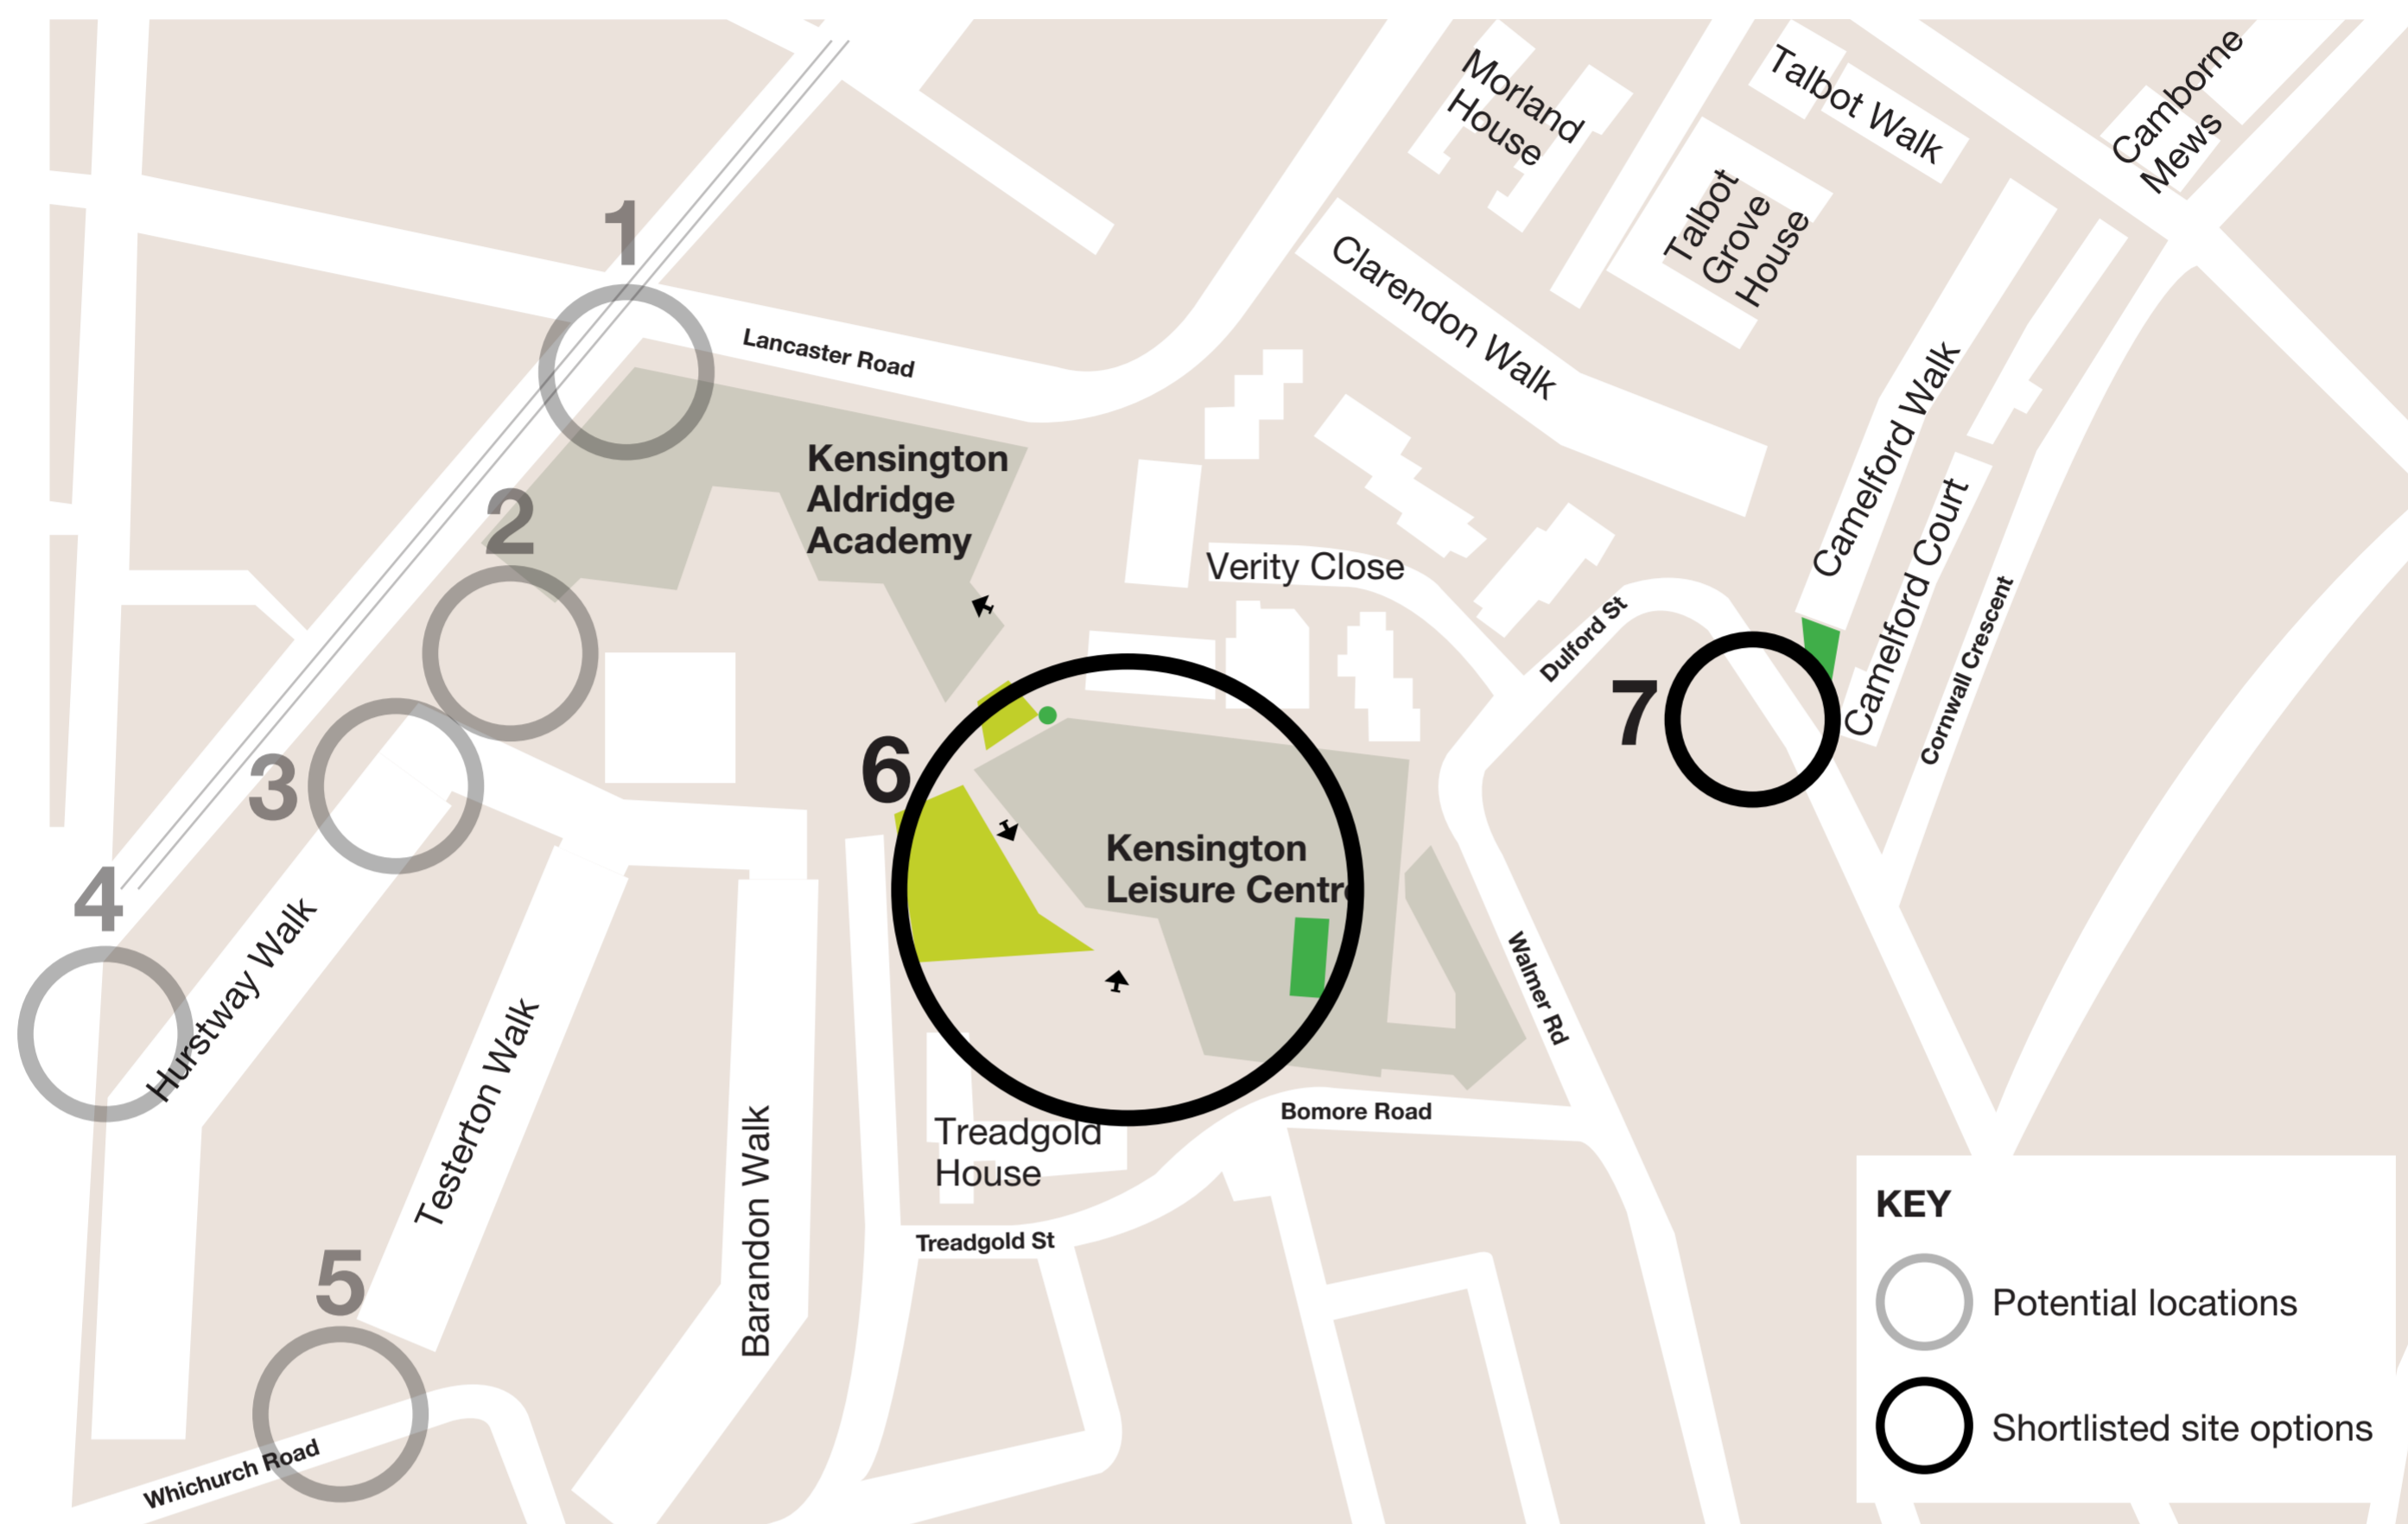 Morland
House
Talbot Walk
Camborne
Mews
Talbot
Grove
House
1
Clarendon Walk
Lancaster Road
Kensington
Aldridge
Academy
2
Verity Close
Camelford Walk
Camelford Court
Cornwall Crescent
Dulford St
7
3
6
Kensington
Leisure Centre
4
Hurstway Walk
Testerton Walk
Barandon Walk
Walmer Rd
Bomore Road
Treadgold
House
Treadgold St
5
Whichurch Road
KEY
Potential locations
Shortlisted site options